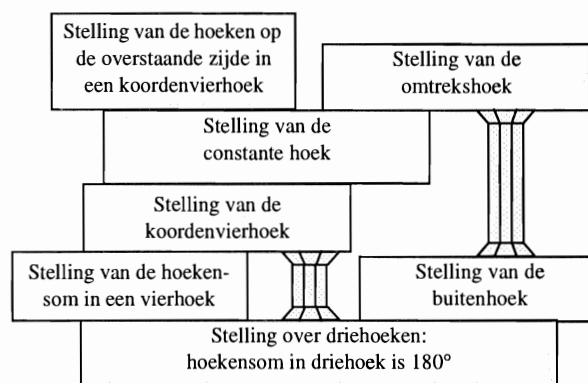 Stelling van de hoeken op
de overstaande zijde in
een koordenvierhoek
Stelling van de
omtrekshoek
Stelling van de
constante hoek
Stelling van de
koordenvierhoek
Stelling van de hoeken-
som in een vierhoek
Stelling van de
buitenhoek
Stelling over driehoeken:
hoekensom in driehoek is 180°